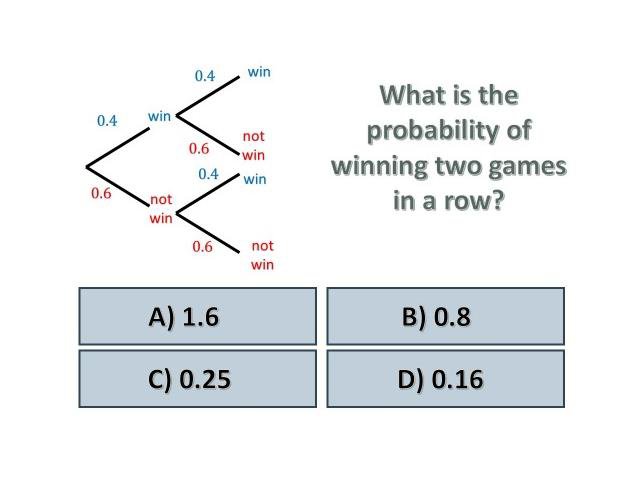 0.4
win
0.4
win
0.6
not
win
0.6
not
win
0.4
win
0.6
not
win
What is the
probability of
winning two games
in a row?
A) 1.6
B) 0.8
C) 0.25
D) 0.16